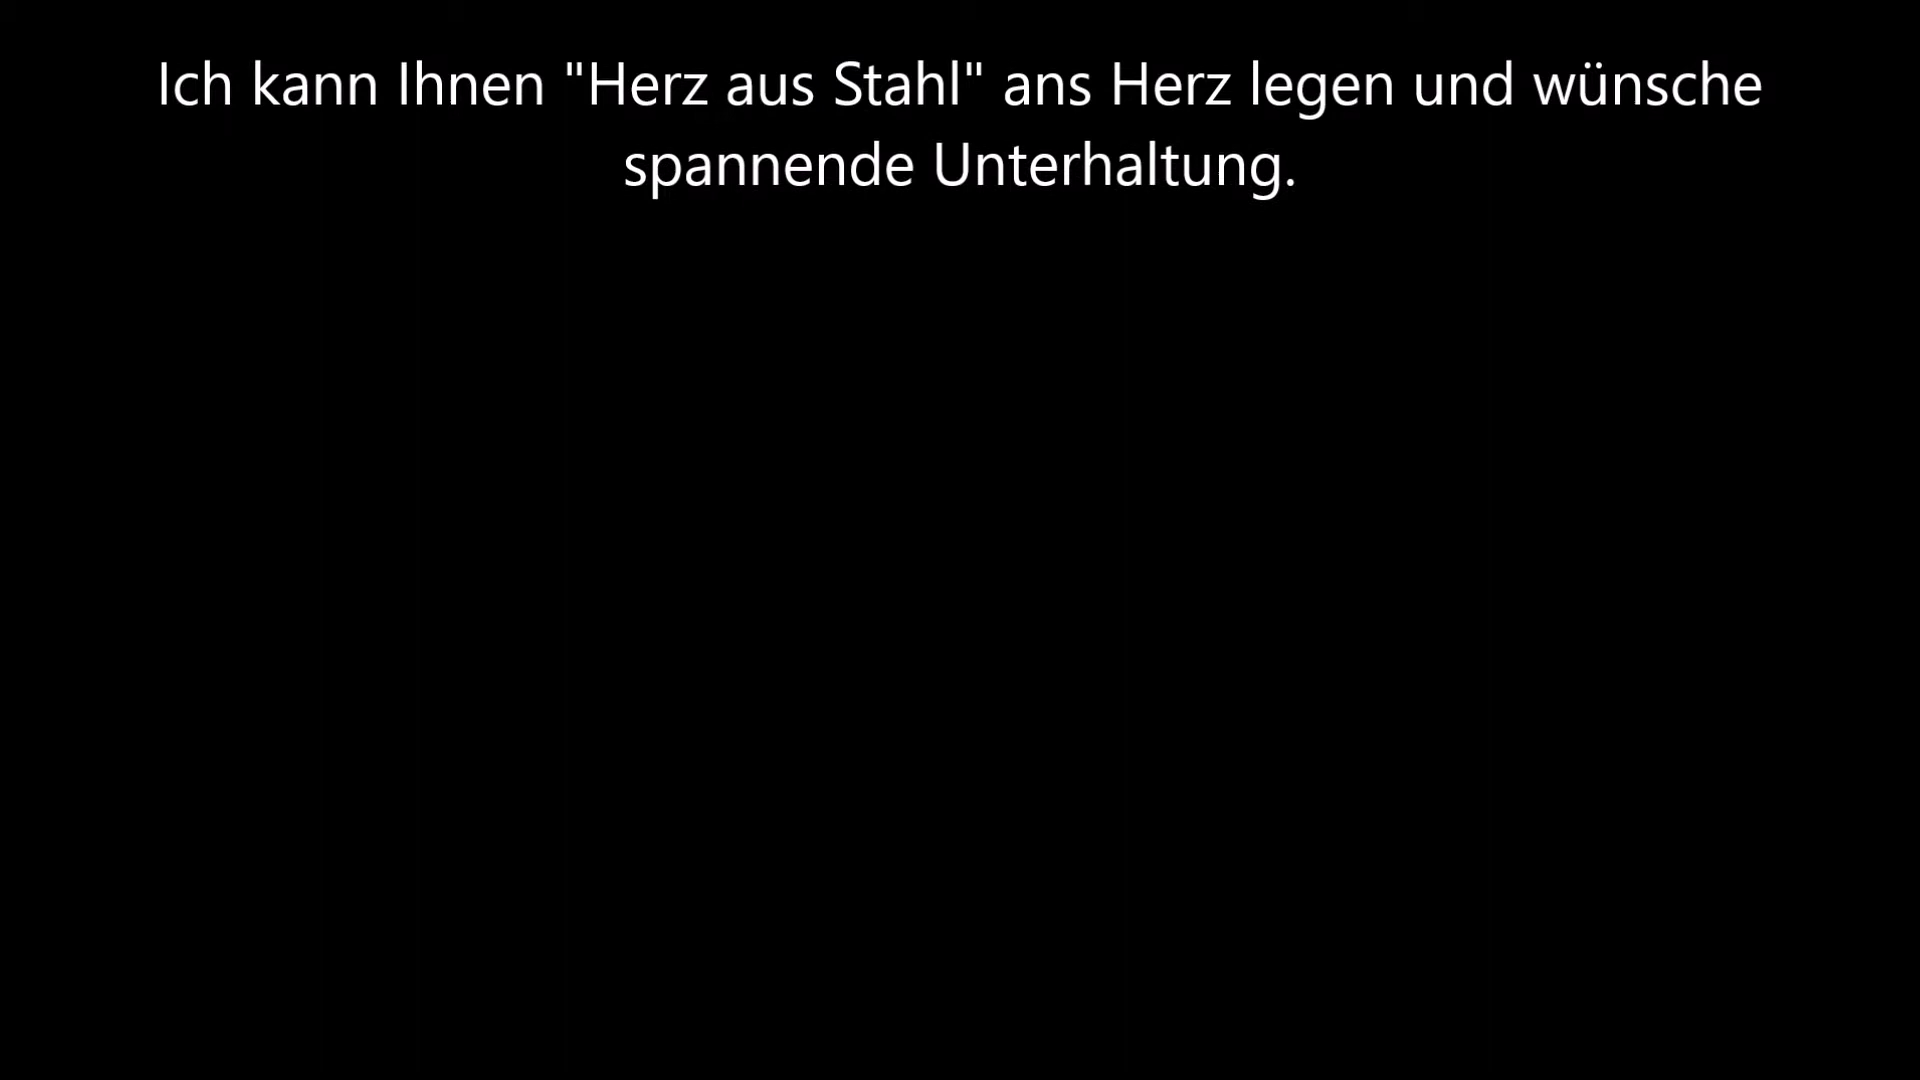 Ich kann Ihnen "Herz aus Stahl" ans Herz legen und wünsche
spannende Unterhaltung.